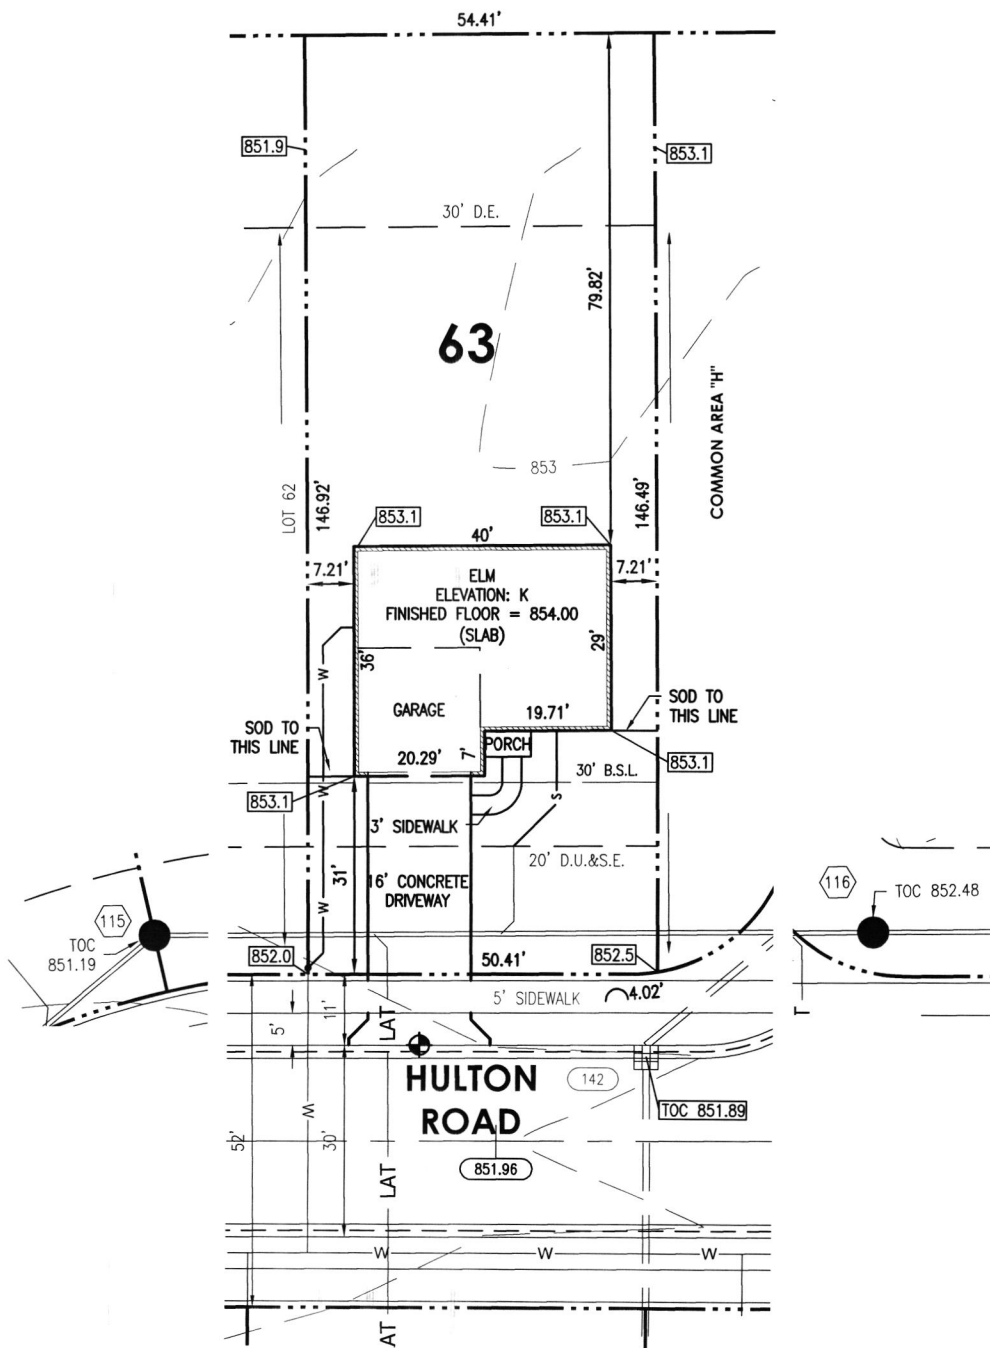 54.41'
851.9
853.1
30' D.E.
79.82'
63
COMMON AREA "H"
853
LOT 62
146.92'
146.49'
853.1
853.1
40'
7.21'
7.21'
ELM
ELEVATION: K
FINISHED FLOOR = 854.00
(SLAB)
36'
29'
W
GARAGE
19.71'
SOD TO
THIS LINE
SOD TO
THIS LINE
20.29'
7'
PORCH
853.1
30' B.S.L.
853.1
W
S
3' SIDEWALK
31'
20' D.U.&S.E.
16' CONCRETE
DRIVEWAY
W
116
TOC 852.48
115
TOC
851.19
852.0
50.41'
852.5
5' SIDEWALK
4.02'
5'
11'
LAT
T
HULTON
ROAD
142
TOC 851.89
W
52'
30'
851.96
LAT
W
W
W
AT